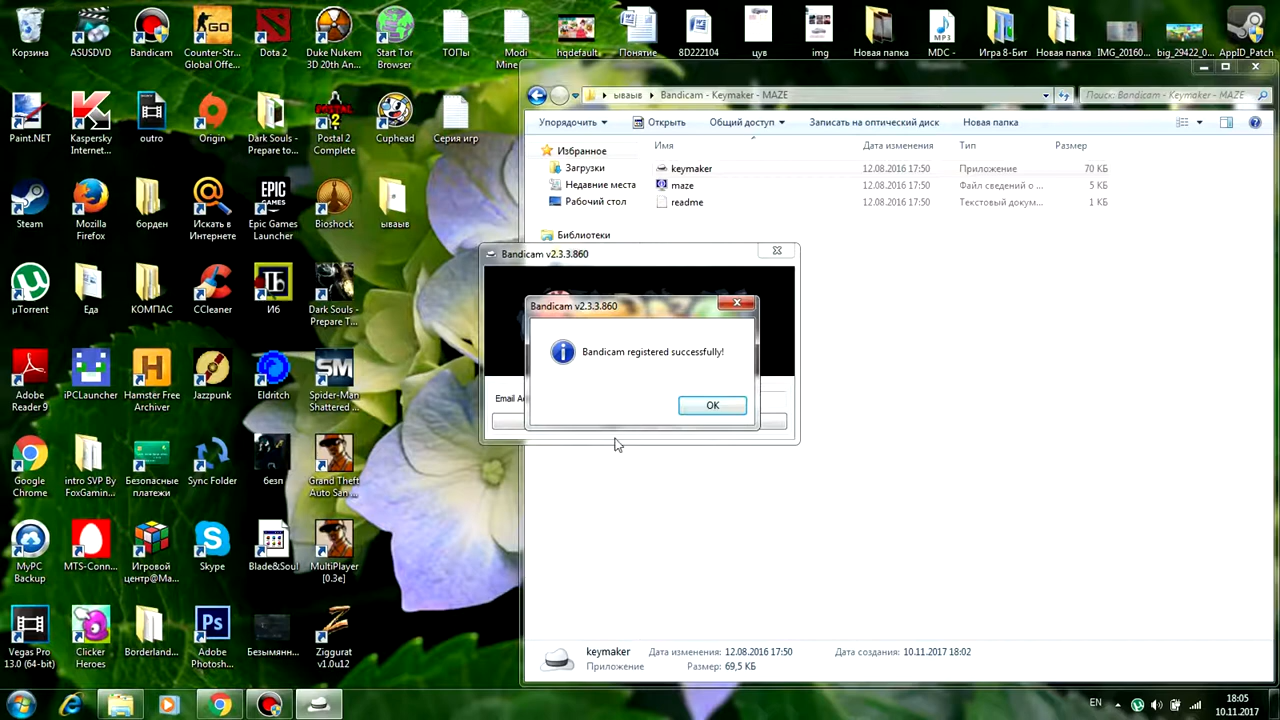 Корзина
ASUSDVD
Bandicam
Counter-Str...
Global Offe...
Dota 2
Duke Nukem
3D 20th An...
Start Tor
Browser
ТОПы
Modi
Mine
hqdefault
Понятие
8D222104
цув
img
Новая папка
MDC -
Игра 8-Бит
Новая папка
IMG_20160...
big_29422_0...
AppID_Patch
Paint.NET
Kaspersky
Internet...
outro
Origin
Dark Souls
Prepare to...
Postal 2
Complete
Cuphead
Серия игр
Steam
Mozilla
Firefox
борден
Искать в
Интернете
Epic Games
Launcher
Bioshock
ываыв
µTorrent
Еда
КОМПАС
CCleaner
Иб
Dark Souls -
Prepare T...
Adobe
Reader 9
iPCLauncher
Hamster Free
Archiver
Jazzpunk
Eldritch
Spider-Man
Shattered ...
Google
Chrome
intro SVP By
FoxGamin...
Безопасные
платежи
Sync Folder
безп
Grand Theft
Auto San ...
MyPC
Backup
MTS-Conn...
Игровой
центр@Ma...
Skype
Blade&Soul
MultiPlayer
[0.3e]
Vegas Pro
13.0 (64-bit)
Clicker
Heroes
Borderland...
Adobe
Photosh...
Безымянн...
Ziggurat
v1.0u12
ываыв ▸ Bandicam - Keymaker - MAZE
Поиск: Bandicam - Keymaker - MAZE
Упорядочить
Открыть
Общий доступ
Записать на оптический диск
Новая папка
Избранное
Загрузки
Недавние места
Рабочий стол
Библиотеки
Имя Дата изменения Тип Размер
keymaker 12.08.2016 17:50 Приложение 70 КБ
maze 12.08.2016 17:50 Файл сведений о ... 5 КБ
readme 12.08.2016 17:50 Текстовый докум... 1 КБ
Bandicam v2.3.3.860
Email A
Bandicam v2.3.3.860
Bandicam registered successfully!
OK
keymaker Дата изменения: 12.08.2016 17:50 Дата создания: 10.11.2017 18:02
Приложение Размер: 69,5 КБ
EN
18:05
10.11.2017